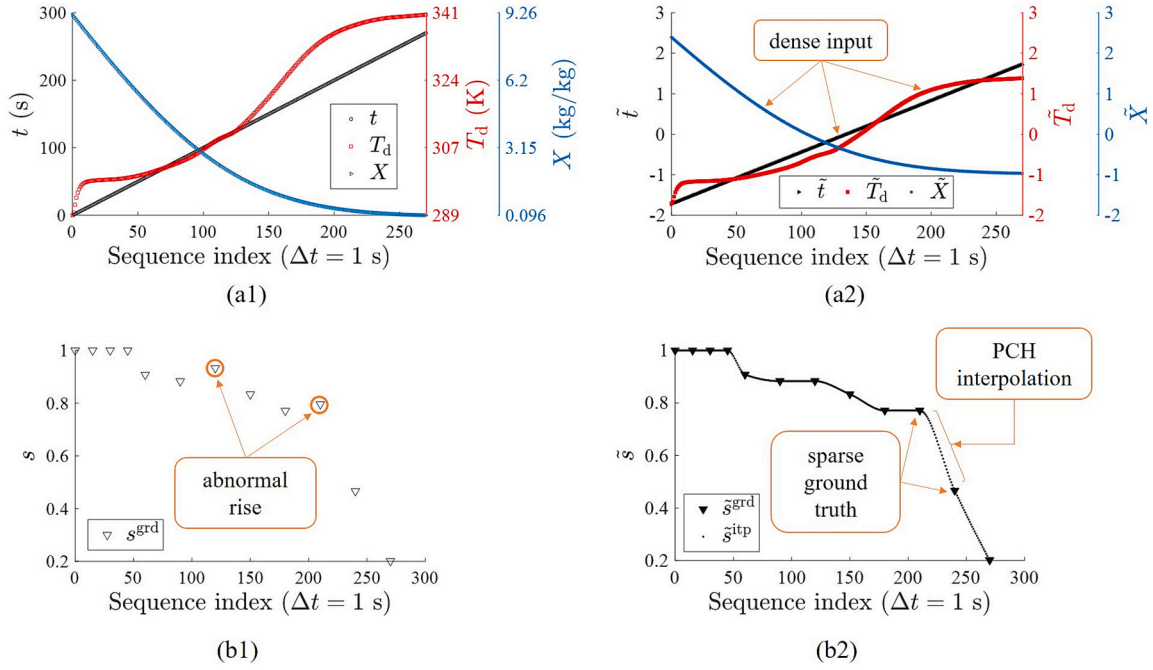 300
200
100
0
t (s)
341
324
307
289
T_d (K)
9.26
6.2
3.15
0.096
X (kg/kg)
t
T_d
X
0 50 100 150 200 250
Sequence index (Δt = 1 s)
(a1)
3
2
1
0
-1
-2
t̃
dense input
3
2
1
0
-1
-2
T̃_d
3
2
1
0
-1
-2
X̃
t̃ T̃_d X̃
0 50 100 150 200 250
Sequence index (Δt = 1 s)
(a2)
1
0.8
0.6
0.4
0.2
s
abnormal
rise
s^grd
0 50 100 150 200 250 300
Sequence index (Δt = 1 s)
(b1)
1
0.8
0.6
0.4
0.2
s̃
PCH
interpolation
sparse
ground
truth
s̃^grd
s̃^itp
0 50 100 150 200 250 300
Sequence index (Δt = 1 s)
(b2)